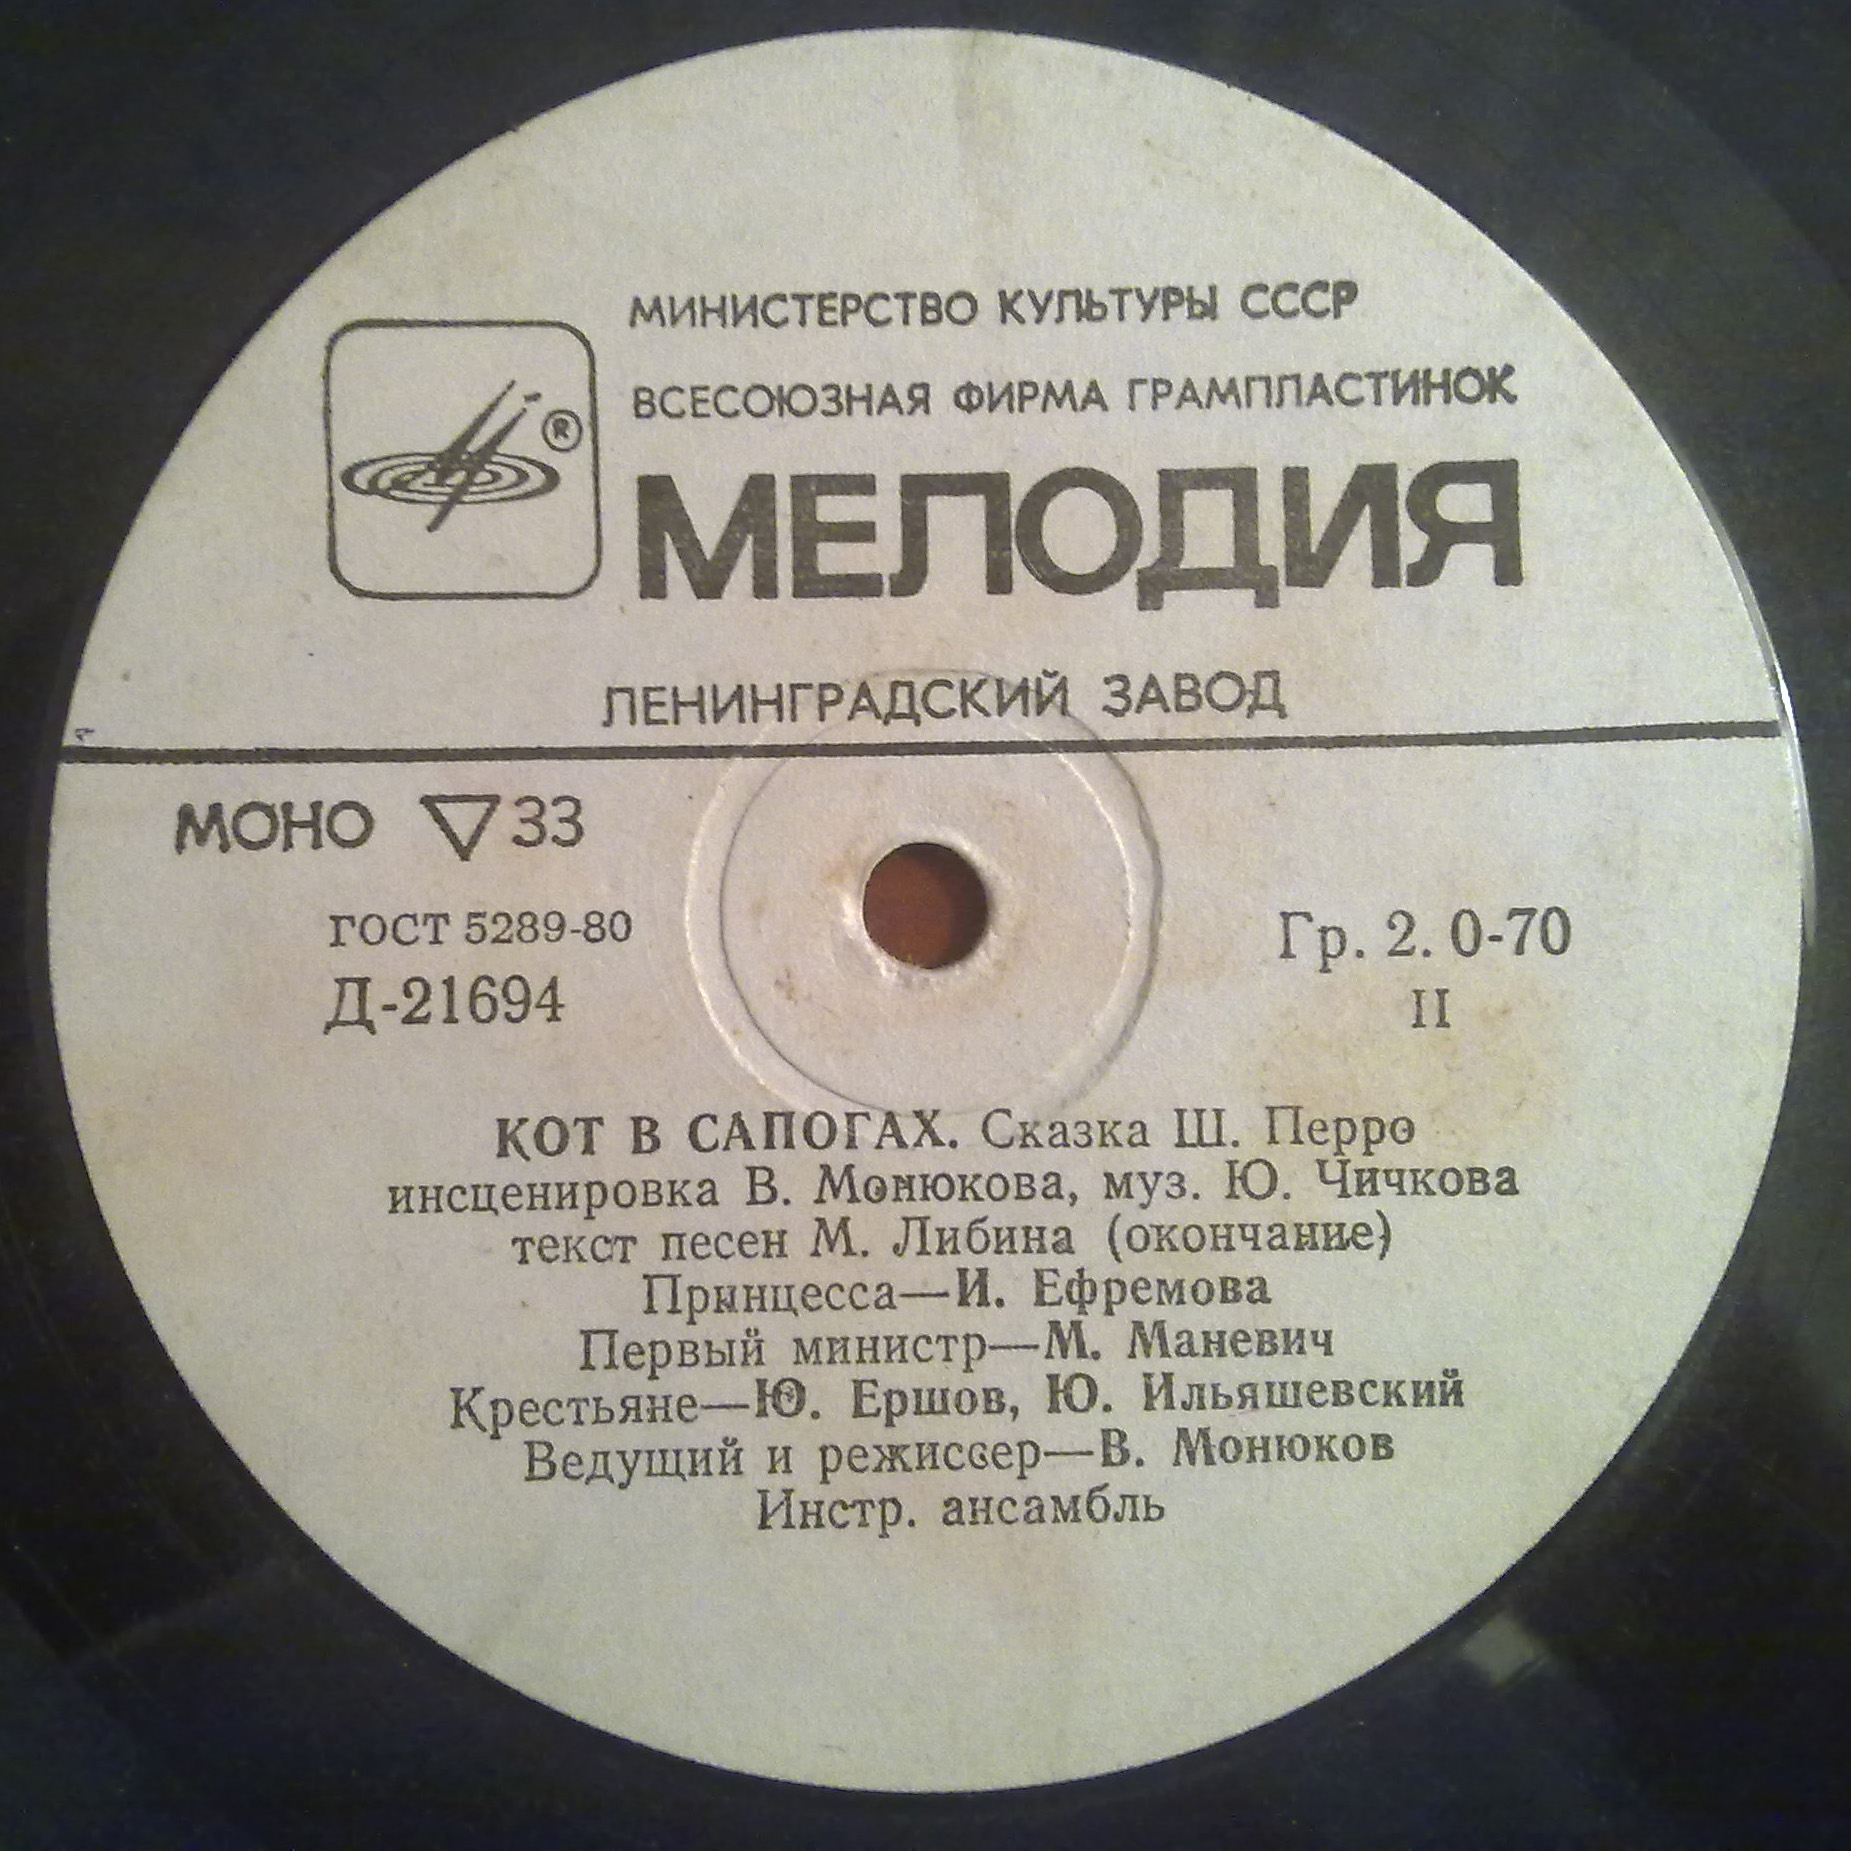 МИНИСТЕРСТВО КУЛЬТУРЫ СССР
ВСЕСОЮЗНАЯ ФИРМА ГРАМПЛАСТИНОК
®
МЕЛОДИЯ
ЛЕНИНГРАДСКИЙ ЗАВОД
МОНО ▽33
ГОСТ 5289-80
Гр. 2. 0-70
Д-21694
II
КОТ В САПОГАХ. Сказка Ш. Перро
инсценировка В. Монюкова, муз. Ю. Чичкова
текст песен М. Либина (окончание)
Принцесса—И. Ефремова
Первый министр—М. Маневич
Крестьяне—Ю. Ершов, Ю. Ильяшевский
Ведущий и режиссер—В. Монюков
Инстр. ансамбль